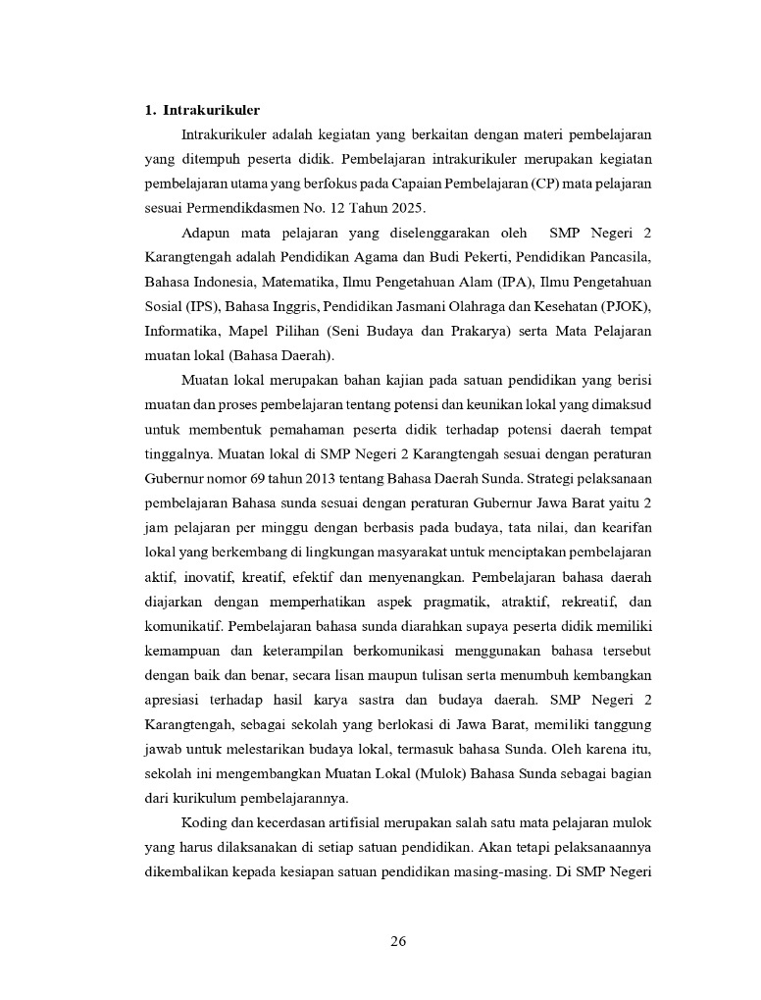 1. Intrakurikuler
Intrakurikuler adalah kegiatan yang berkaitan dengan materi pembelajaran
yang ditempuh peserta didik. Pembelajaran intrakurikuler merupakan kegiatan
pembelajaran utama yang berfokus pada Capaian Pembelajaran (CP) mata pelajaran
sesuai Permendikdasmen No. 12 Tahun 2025.
Adapun mata pelajaran yang diselenggarakan oleh SMP Negeri 2
Karangtengah adalah Pendidikan Agama dan Budi Pekerti, Pendidikan Pancasila,
Bahasa Indonesia, Matematika, Ilmu Pengetahuan Alam (IPA), Ilmu Pengetahuan
Sosial (IPS), Bahasa Inggris, Pendidikan Jasmani Olahraga dan Kesehatan (PJOK),
Informatika, Mapel Pilihan (Seni Budaya dan Prakarya) serta Mata Pelajaran
muatan lokal (Bahasa Daerah).
Muatan lokal merupakan bahan kajian pada satuan pendidikan yang berisi
muatan dan proses pembelajaran tentang potensi dan keunikan lokal yang dimaksud
untuk membentuk pemahaman peserta didik terhadap potensi daerah tempat
tinggalnya. Muatan lokal di SMP Negeri 2 Karangtengah sesuai dengan peraturan
Gubernur nomor 69 tahun 2013 tentang Bahasa Daerah Sunda. Strategi pelaksanaan
pembelajaran Bahasa sunda sesuai dengan peraturan Gubernur Jawa Barat yaitu 2
jam pelajaran per minggu dengan berbasis pada budaya, tata nilai, dan kearifan
lokal yang berkembang di lingkungan masyarakat untuk menciptakan pembelajaran
aktif, inovatif, kreatif, efektif dan menyenangkan. Pembelajaran bahasa daerah
diajarkan dengan memperhatikan aspek pragmatik, atraktif, rekreatif, dan
komunikatif. Pembelajaran bahasa sunda diarahkan supaya peserta didik memiliki
kemampuan dan keterampilan berkomunikasi menggunakan bahasa tersebut
dengan baik dan benar, secara lisan maupun tulisan serta menumbuh kembangkan
apresiasi terhadap hasil karya sastra dan budaya daerah. SMP Negeri 2
Karangtengah, sebagai sekolah yang berlokasi di Jawa Barat, memiliki tanggung
jawab untuk melestarikan budaya lokal, termasuk bahasa Sunda. Oleh karena itu,
sekolah ini mengembangkan Muatan Lokal (Mulok) Bahasa Sunda sebagai bagian
dari kurikulum pembelajarannya.
Koding dan kecerdasan artifisial merupakan salah satu mata pelajaran mulok
yang harus dilaksanakan di setiap satuan pendidikan. Akan tetapi pelaksanaannya
dikembalikan kepada kesiapan satuan pendidikan masing-masing. Di SMP Negeri
26